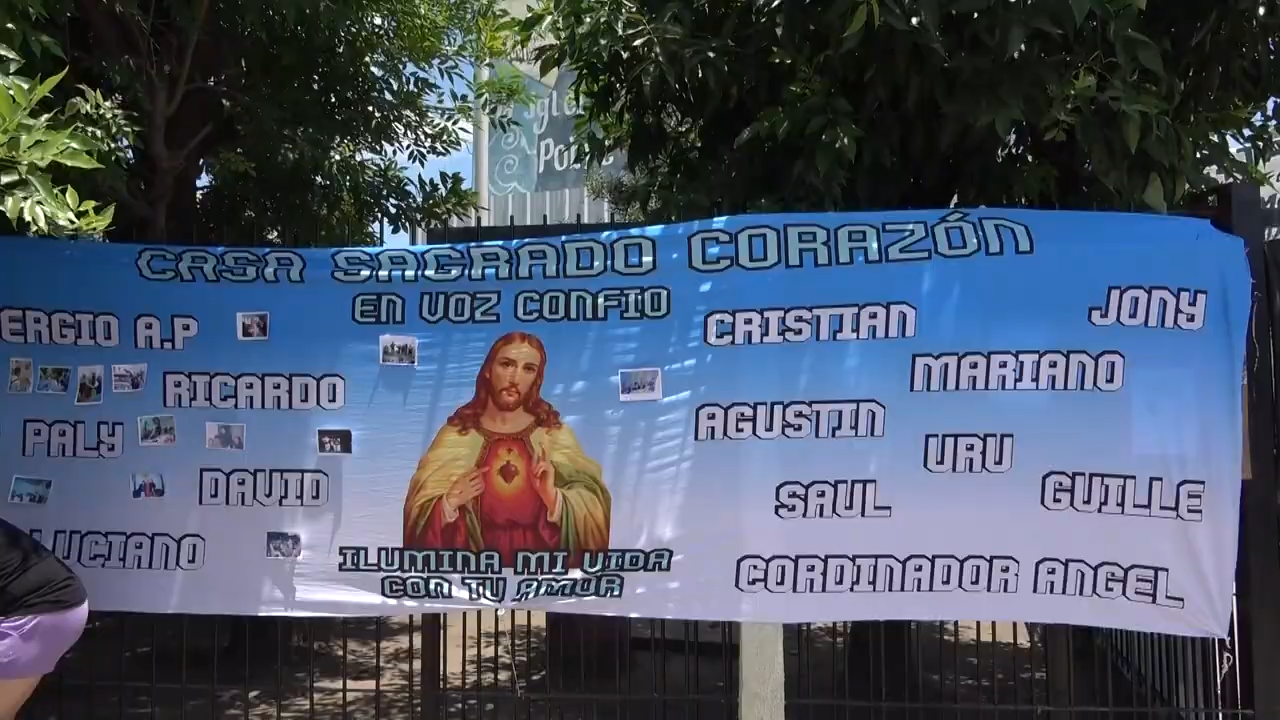 CASA SAGRADO CORAZÓN
EN VOZ CONFIO
ERGIO A.P
RICARDO
PALY
DAVID
LUCIANO
CRISTIAN
JONY
MARIANO
AGUSTIN
URU
SAUL
GUILLE
CORDINADOR ANGEL
ILUMINA MI VIDA
CON TU AMOR